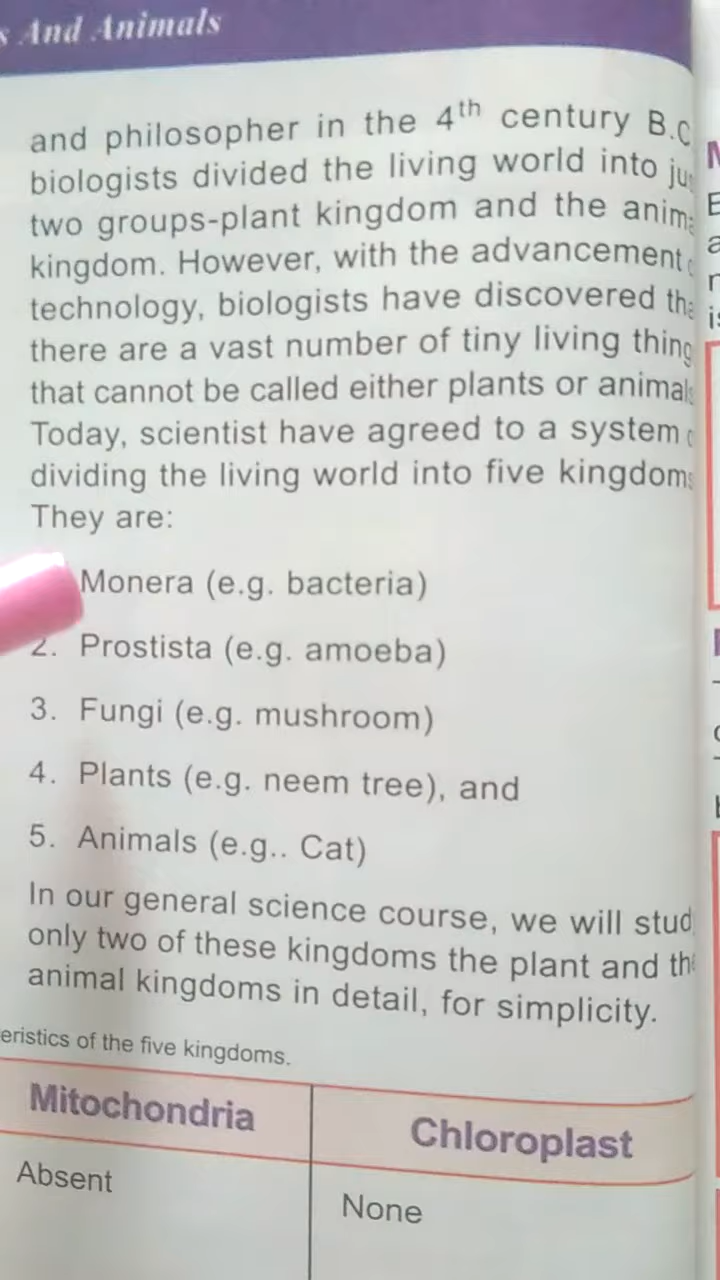 And Animals
and philosopher in the 4th century B.C
biologists divided the living world into
two groups-plant kingdom and the
kingdom. However, with the advancement
technology, biologists have discovered
there are a vast number of tiny living
that cannot be called either plants or
Today, scientist have agreed to a system
dividing the living world into five
They are:
Monera (e.g. bacteria)
2. Prostista (e.g. amoeba)
3. Fungi (e.g. mushroom)
4. Plants (e.g. neem tree), and
5. Animals (e.g.. Cat)
In our general science course, we will
only two of these kingdoms the plant and
animal kingdoms in detail, for simplicity.
of the five kingdoms.
Mitochondria
Chloroplast
Absent
None